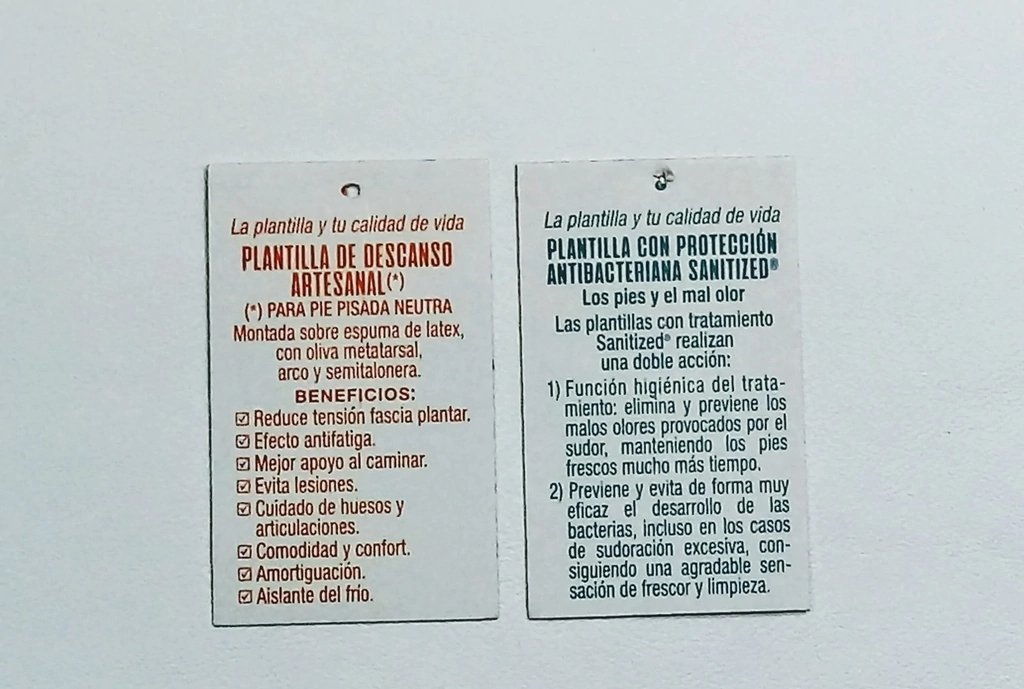 La plantilla y tu calidad de vida
PLANTILLA DE DESCANSO
ARTESANAL(*)
(*) PARA PIE PISADA NEUTRA
Montada sobre espuma de latex,
con oliva metatarsal,
arco y semitalonera.
BENEFICIOS:
☑ Reduce tensión fascia plantar.
☑ Efecto antifatiga.
☑ Mejor apoyo al caminar.
☑ Evita lesiones.
☑ Cuidado de huesos y
articulaciones.
☑ Comodidad y confort.
☑ Amortiguación.
☑ Aislante del frío.
La plantilla y tu calidad de vida
PLANTILLA CON PROTECCIÓN
ANTIBACTERIANA SANITIZED®
Los pies y el mal olor
Las plantillas con tratamiento
Sanitized® realizan
una doble acción:
1) Función higiénica del trata-
miento: elimina y previene los
malos olores provocados por el
sudor, manteniendo los pies
frescos mucho más tiempo.
2) Previene y evita de forma muy
eficaz el desarrollo de las
bacterias, incluso en los casos
de sudoración excesiva, con-
siguiendo una agradable sen-
sación de frescor y limpieza.